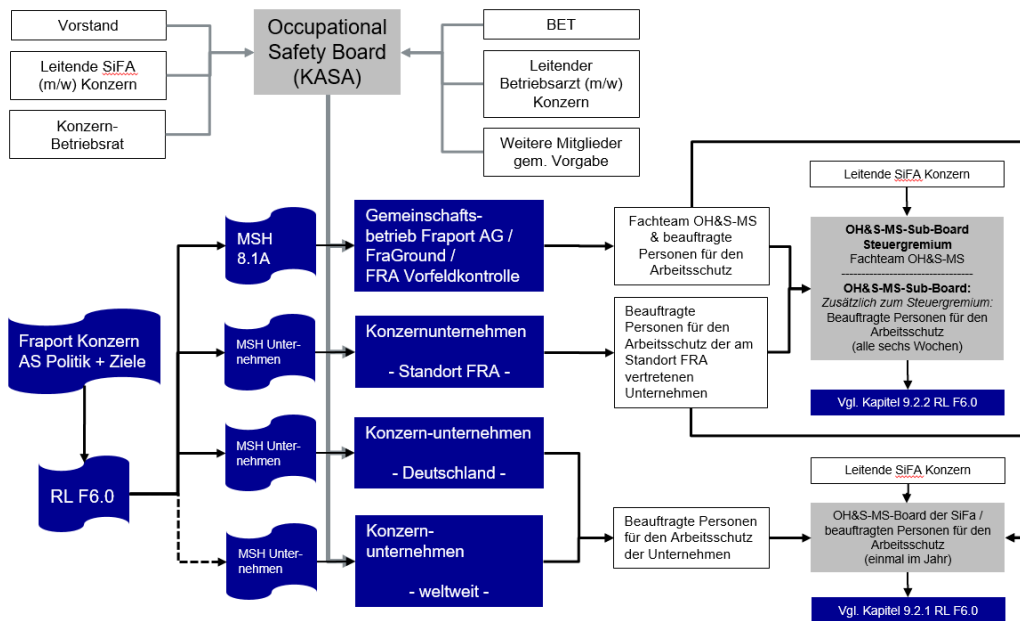 Vorstand
Leitende SiFA
(m/w) Konzern
Konzern-
Betriebsrat
Occupational
Safety Board
(KASA)
BET
Leitender
Betriebsarzt (m/w)
Konzern
Weitere Mitglieder
gem. Vorgabe
Fraport Konzern
AS Politik + Ziele
RL F6.0
MSH
8.1A
MSH Unter-
nehmen
MSH Unter-
nehmen
MSH Unter-
nehmen
Gemeinschafts-
betrieb Fraport AG /
FraGround /
FRA Vorfeldkontrolle
Konzernunternehmen
- Standort FRA -
Konzern-unternehmen
- Deutschland -
Konzern-
unternehmen
- weltweit -
Fachteam OH&S-MS
& beauftragte
Personen für den
Arbeitsschutz
Beauftragte
Personen für den
Arbeitsschutz der am
Standort FRA
vertretenen
Unternehmen
Beauftragte Personen
für den Arbeitsschutz
der Unternehmen
Leitende SiFA Konzern
OH&S-MS-Sub-Board
Steuergremium
Fachteam OH&S-MS
------------------------------------
OH&S-MS-Sub-Board:
Zusätzlich zum Steuergremium:
Beauftragte Personen für den
Arbeitsschutz
(alle sechs Wochen)
Vgl. Kapitel 9.2.2 RL F6.0
Leitende SiFA Konzern
OH&S-MS-Board der SiFa /
beauftragten Personen für den
Arbeitsschutz
(einmal im Jahr)
Vgl. Kapitel 9.2.1 RL F6.0